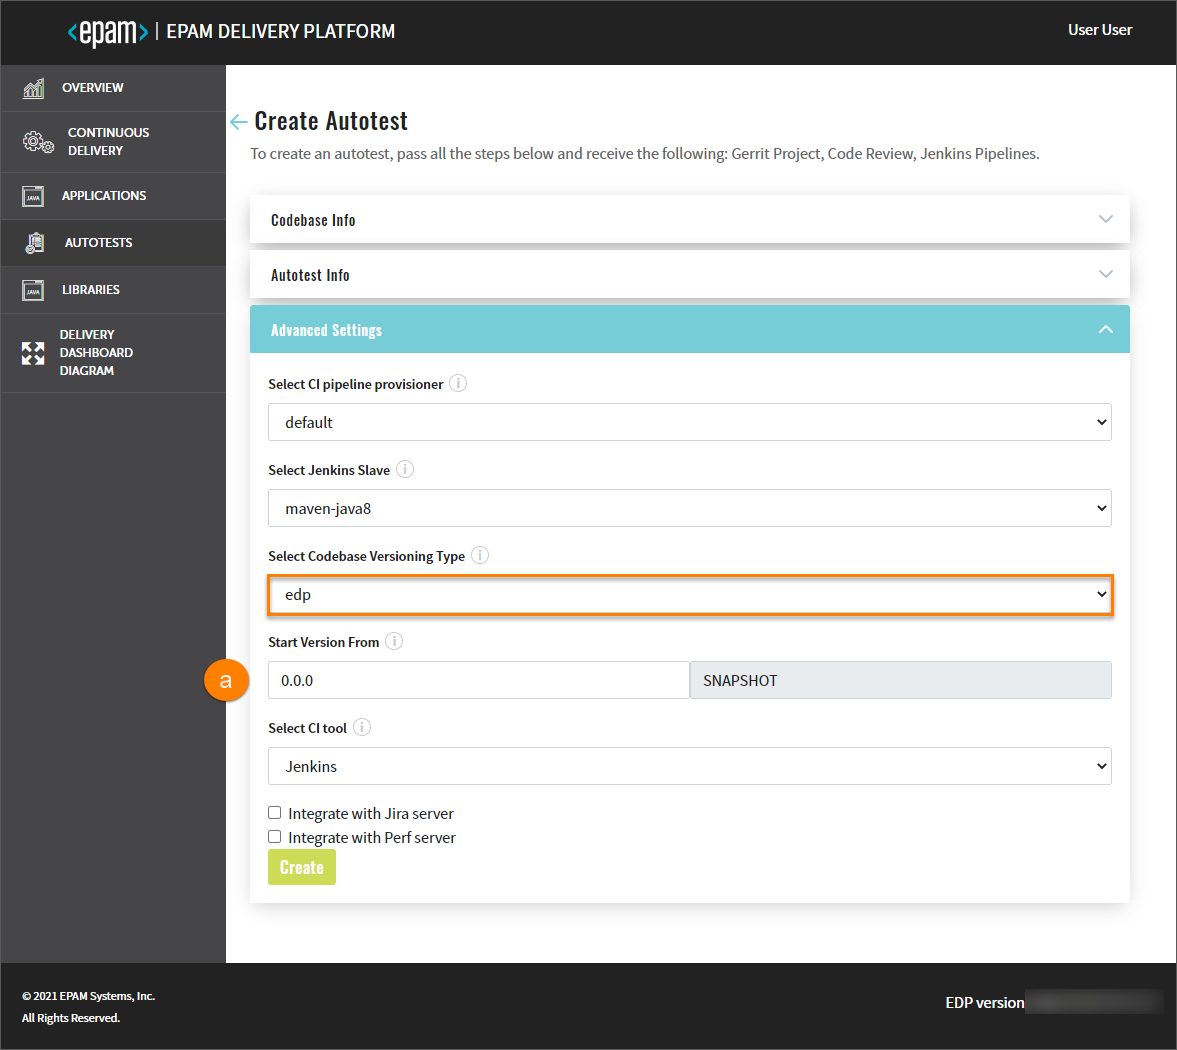 <epam> | EPAM DELIVERY PLATFORM
User User
OVERVIEW
CONTINUOUS
DELIVERY
JAVA APPLICATIONS
AUTOTESTS
JAVA LIBRARIES
DELIVERY
DASHBOARD
DIAGRAM
Create Autotest
To create an autotest, pass all the steps below and receive the following: Gerrit Project, Code Review, Jenkins Pipelines.
Codebase Info
Autotest Info
Advanced Settings
Select CI pipeline provisioner i
default
Select Jenkins Slave i
maven-java8
Select Codebase Versioning Type i
edp
Start Version From i
a 0.0.0 SNAPSHOT
Select CI tool i
Jenkins
Integrate with Jira server
Integrate with Perf server
Create
© 2021 EPAM Systems, Inc.
All Rights Reserved.
EDP version